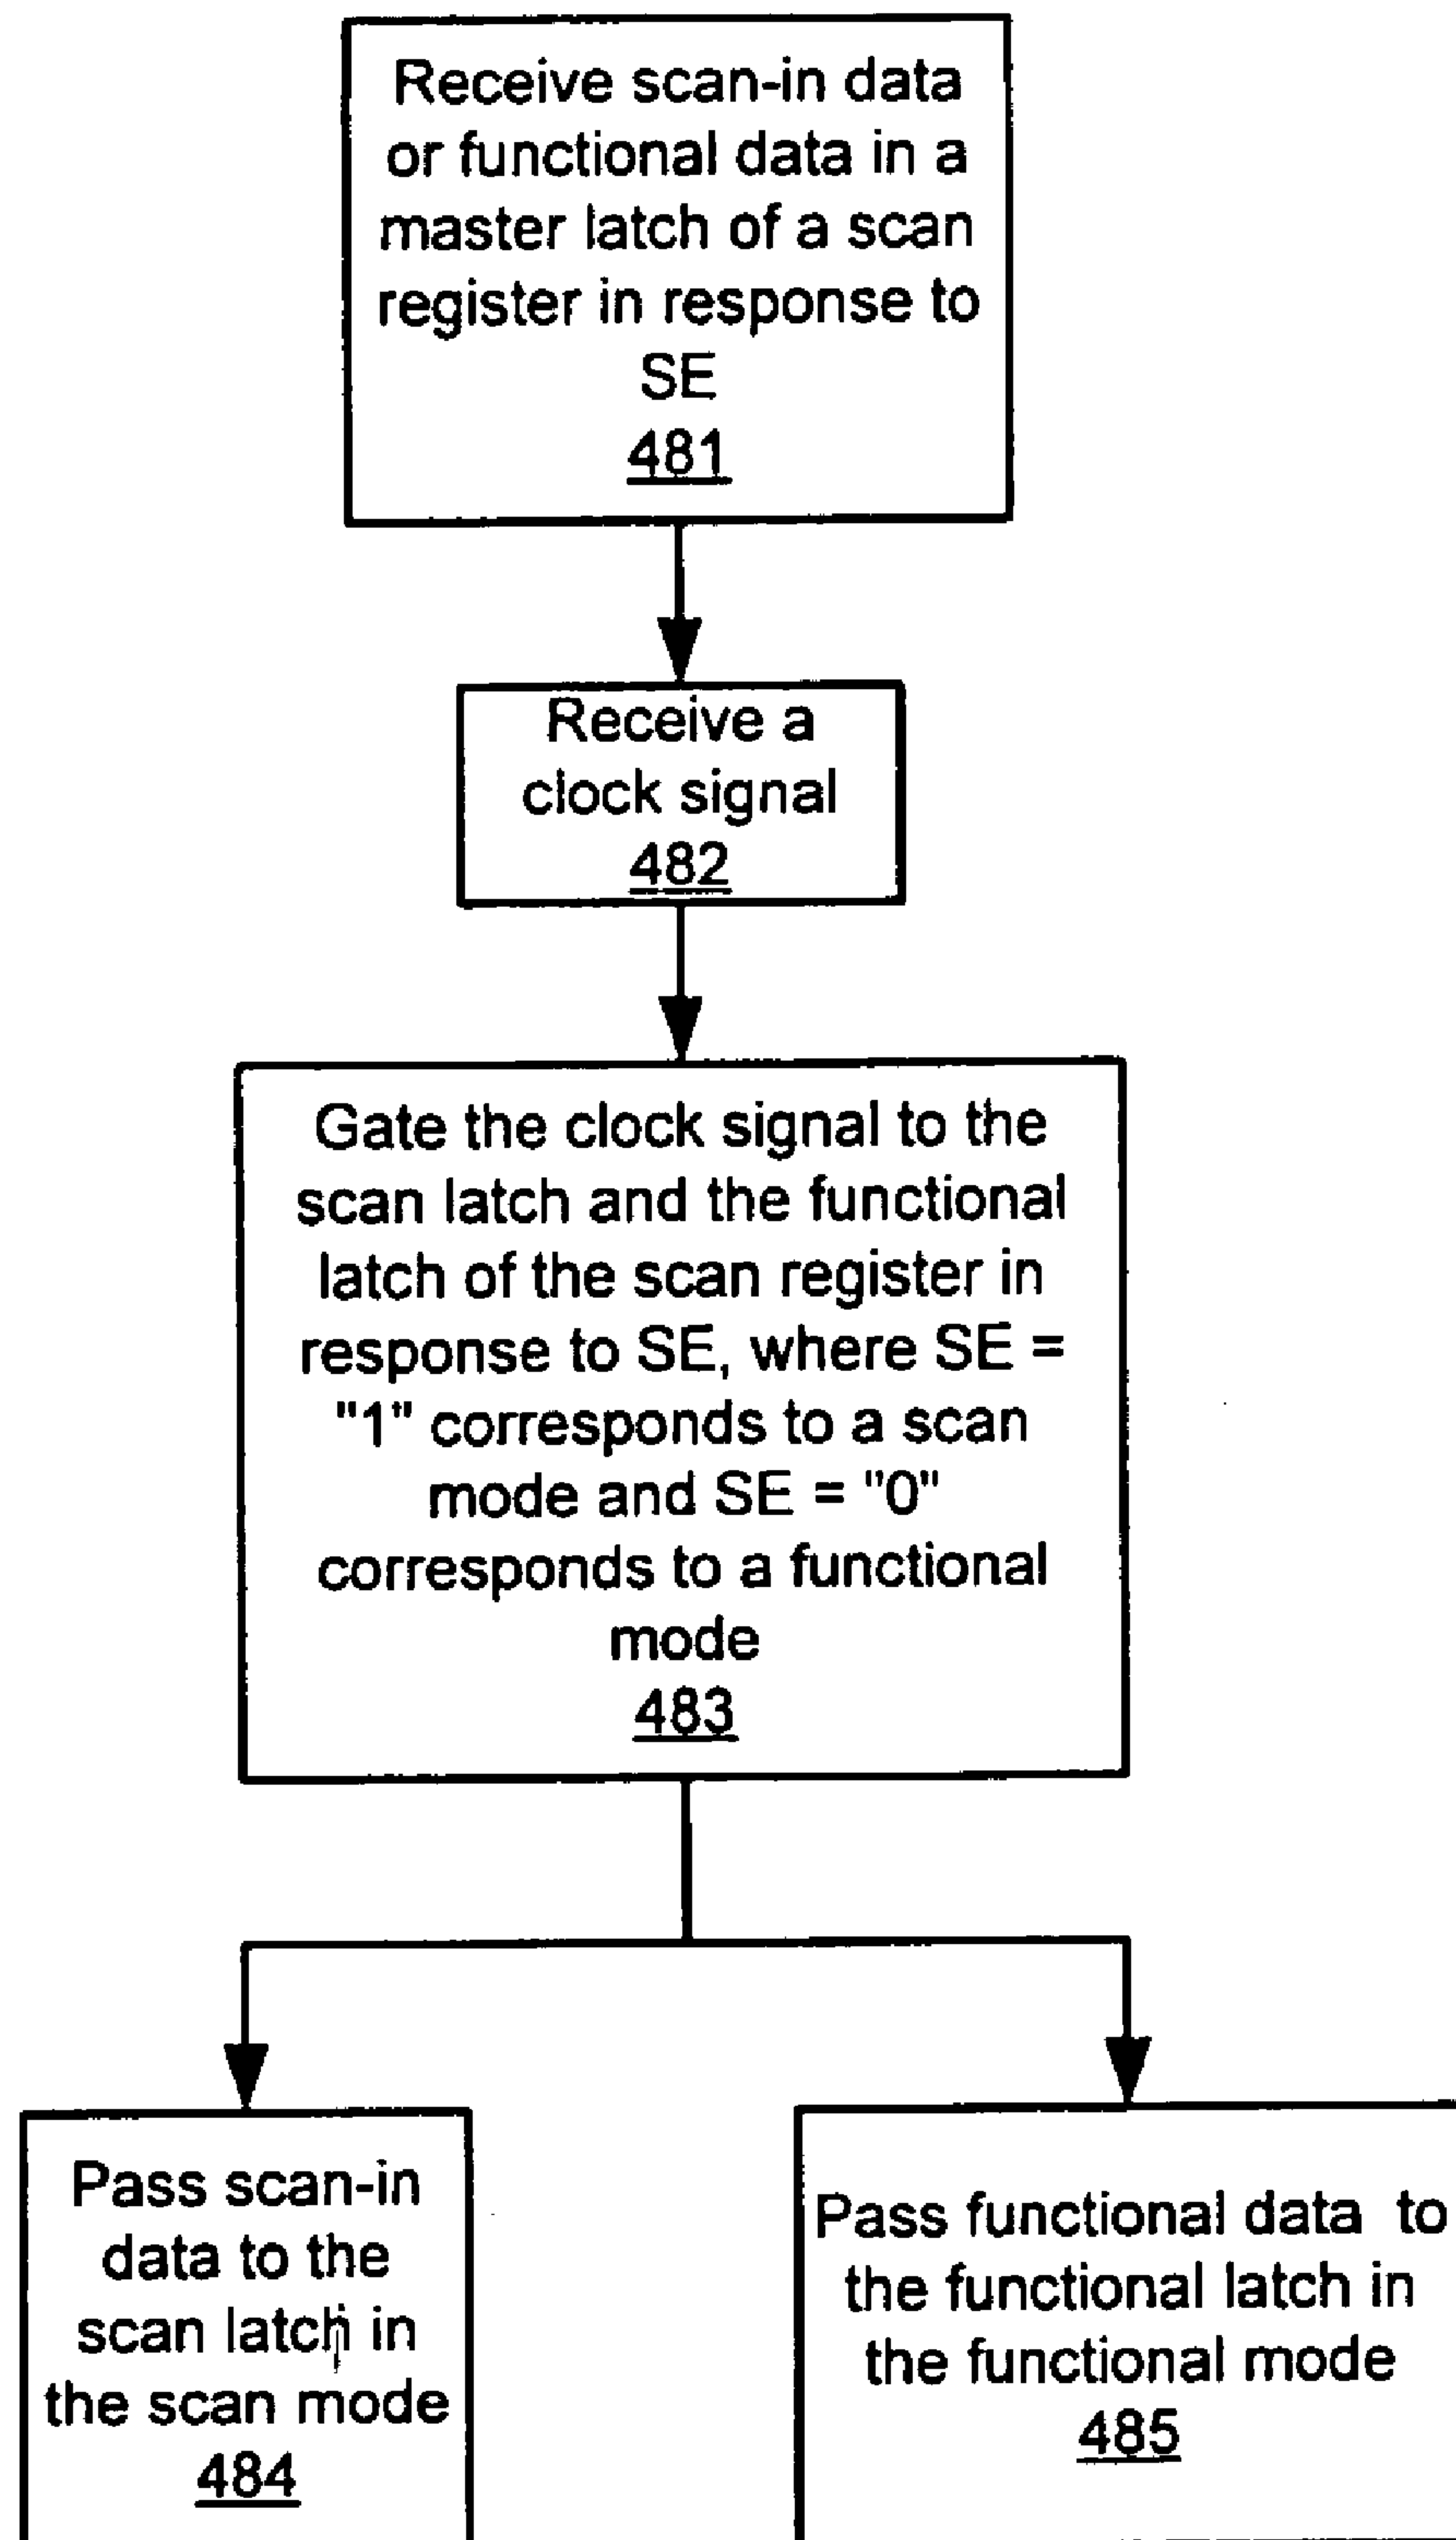 Receive scan-in data
or functional data in a
master latch of a scan
register in response to
SE
481
Receive a
clock signal
482
Gate the clock signal to the
scan latch and the functional
latch of the scan register in
response to SE, where SE =
"1" corresponds to a scan
mode and SE = "0"
corresponds to a functional
mode
483
Pass scan-in
data to the
scan latch in
the scan mode
484
Pass functional data to
the functional latch in
the functional mode
485